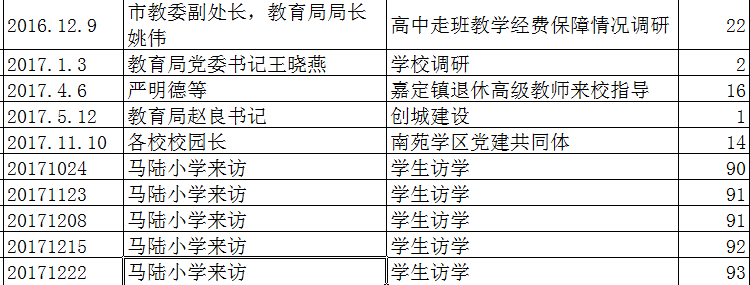 2016.12.9 市教委副处长，教育局局长姚伟 高中走班教学经费保障情况调研 22
2017.1.3 教育局党委书记王晓燕 学校调研 2
2017.4.6 严明德等 嘉定镇退休高级教师来校指导 16
2017.5.12 教育局赵良书记 创城建设 1
2017.11.10 各校校园长 南苑学区党建共同体 14
20171024 马陆小学来访 学生访学 90
20171123 马陆小学来访 学生访学 91
20171208 马陆小学来访 学生访学 91
20171215 马陆小学来访 学生访学 92
20171222 马陆小学来访 学生访学 93